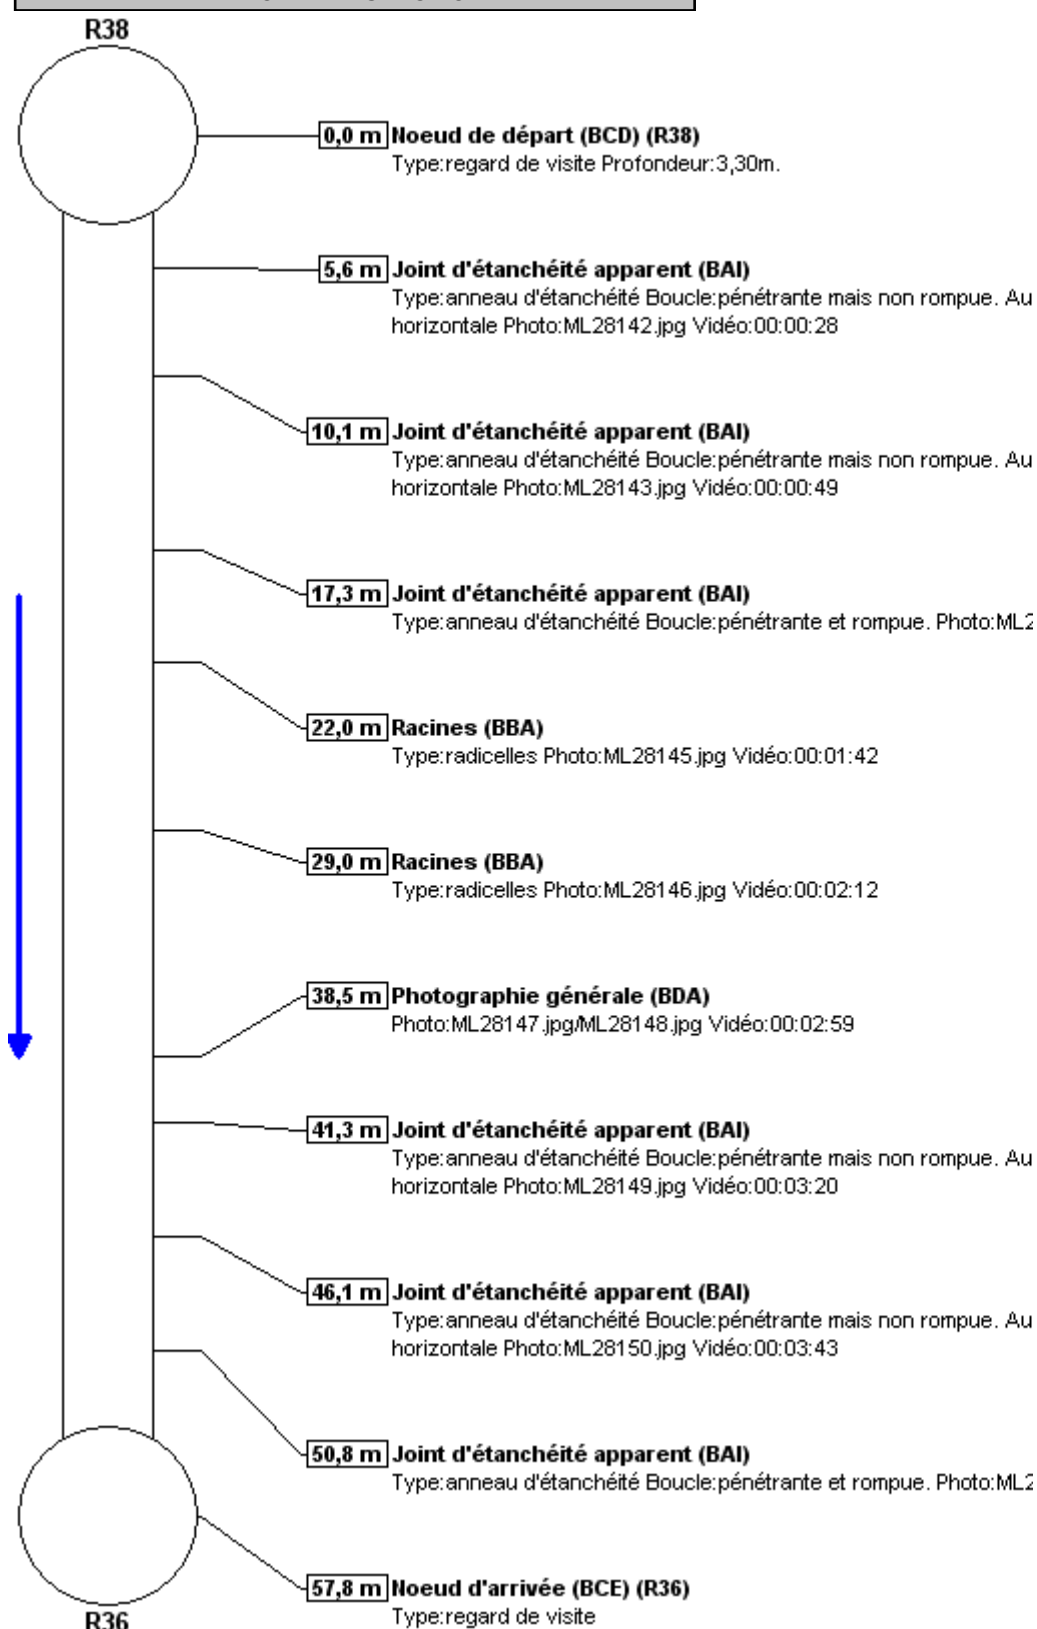 R38
0,0 m Noeud de départ (BCD) (R38)
Type:regard de visite Profondeur:3,30m.
5,6 m Joint d'étanchéité apparent (BAI)
Type:anneau d'étanchéité Boucle:pénétrante mais non rompue. Au
horizontale Photo:ML28142.jpg Vidéo:00:00:28
10,1 m Joint d'étanchéité apparent (BAI)
Type:anneau d'étanchéité Boucle:pénétrante mais non rompue. Au
horizontale Photo:ML28143.jpg Vidéo:00:00:49
17,3 m Joint d'étanchéité apparent (BAI)
Type:anneau d'étanchéité Boucle:pénétrante et rompue. Photo:ML2
22,0 m Racines (BBA)
Type:radicelles Photo:ML28145.jpg Vidéo:00:01:42
29,0 m Racines (BBA)
Type:radicelles Photo:ML28146.jpg Vidéo:00:02:12
38,5 m Photographie générale (BDA)
Photo:ML28147.jpg/ML28148.jpg Vidéo:00:02:59
41,3 m Joint d'étanchéité apparent (BAI)
Type:anneau d'étanchéité Boucle:pénétrante mais non rompue. Au
horizontale Photo:ML28149.jpg Vidéo:00:03:20
46,1 m Joint d'étanchéité apparent (BAI)
Type:anneau d'étanchéité Boucle:pénétrante mais non rompue. Au
horizontale Photo:ML28150.jpg Vidéo:00:03:43
50,8 m Joint d'étanchéité apparent (BAI)
Type:anneau d'étanchéité Boucle:pénétrante et rompue. Photo:ML2
57,8 m Noeud d'arrivée (BCE) (R36)
Type:regard de visite
R36